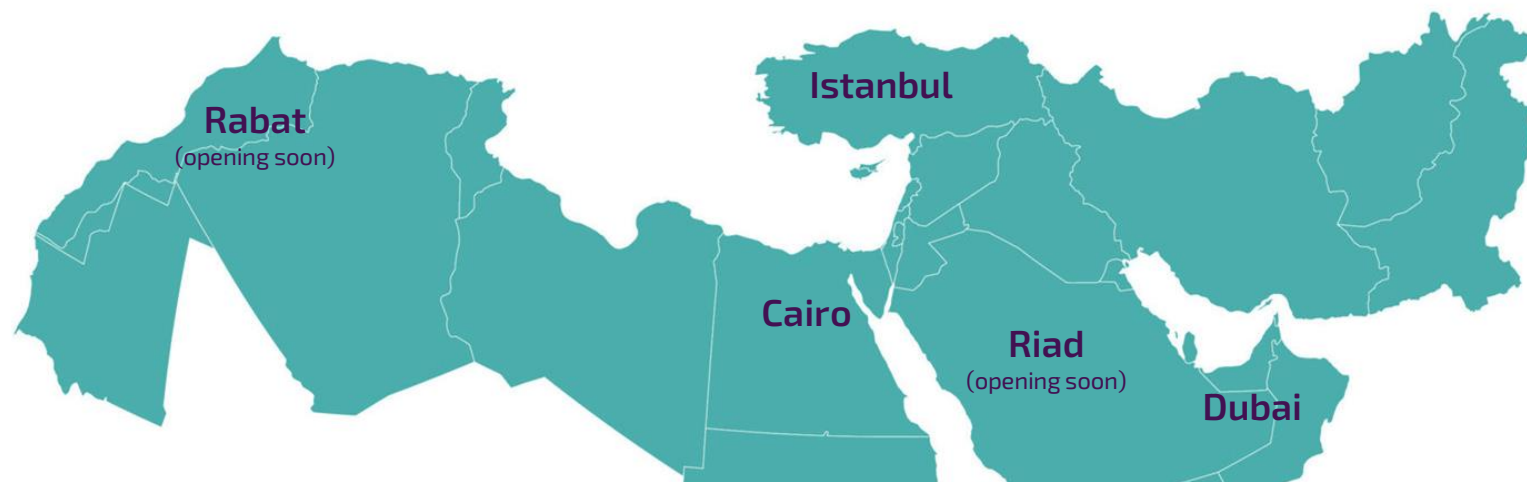 Istanbul
Rabat
(opening soon)
Cairo
Riad
(opening soon)
Dubai